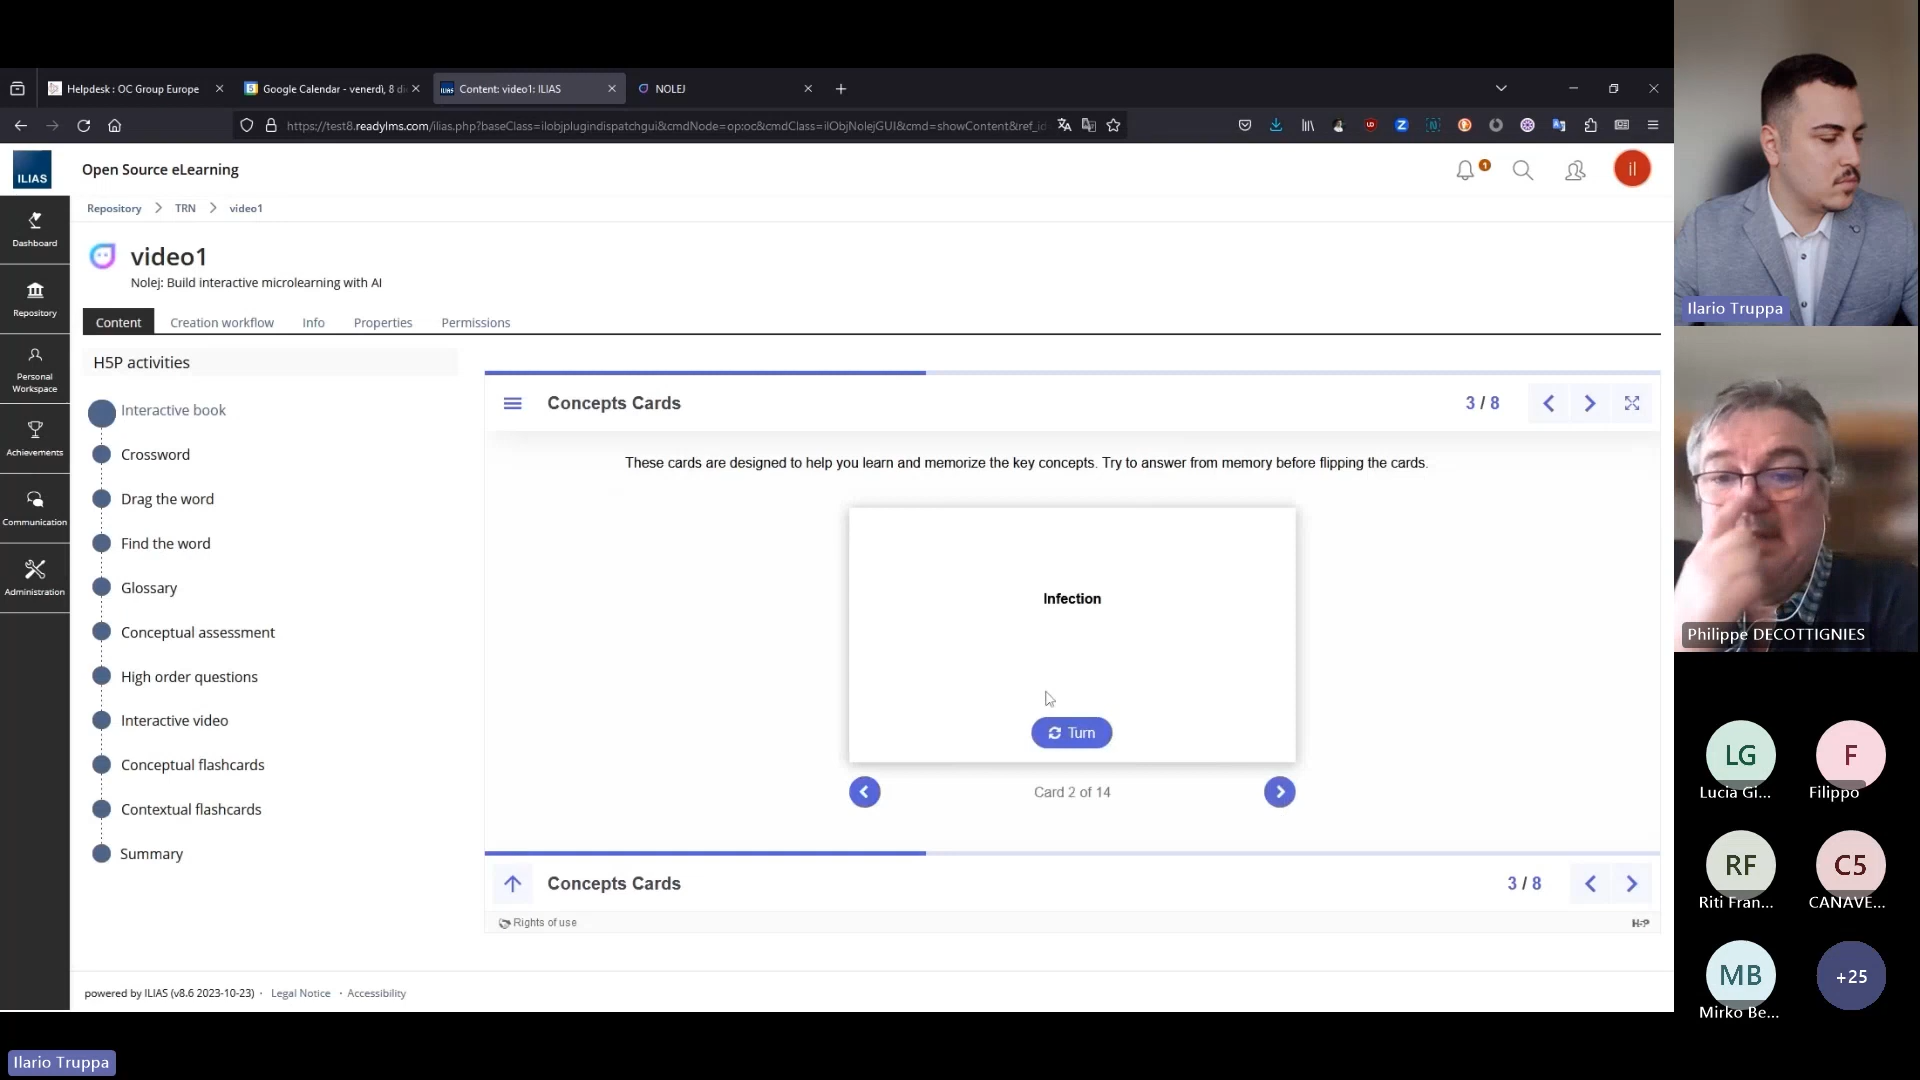 Helpdesk : OC Group Europe
Google Calendar - venerdì, 8 d
Content: video1: ILIAS
NOLEJ
https://test8.readylms.com/ilias.php?baseClass=ilobjplugindispatchgui&cmdNode=op:oc&cmdClass=ilObjNolejGUI&cmd=showContent&ref_id
ILIAS
Open Source eLearning
1
il
Repository
TRN
video1
Dashboard
Repository
Personal
Workspace
Achievements
Communication
Administration
video1
Nolej: Build interactive microlearning with AI
Content
Creation workflow
Info
Properties
Permissions
H5P activities
Interactive book
Crossword
Drag the word
Find the word
Glossary
Conceptual assessment
High order questions
Interactive video
Conceptual flashcards
Contextual flashcards
Summary
Concepts Cards
3 / 8
These cards are designed to help you learn and memorize the key concepts. Try to answer from memory before flipping the cards.
Infection
Turn
Card 2 of 14
Concepts Cards
3 / 8
Rights of use
H5P
powered by ILIAS (v8.6 2023-10-23) · Legal Notice · Accessibility
Ilario Truppa
Ilario Truppa
Philippe DECOTTIGNIES
LG
Lucia Gi...
F
Filippo
RF
Riti Fran...
C5
CANAVE...
MB
Mirko Be...
+25